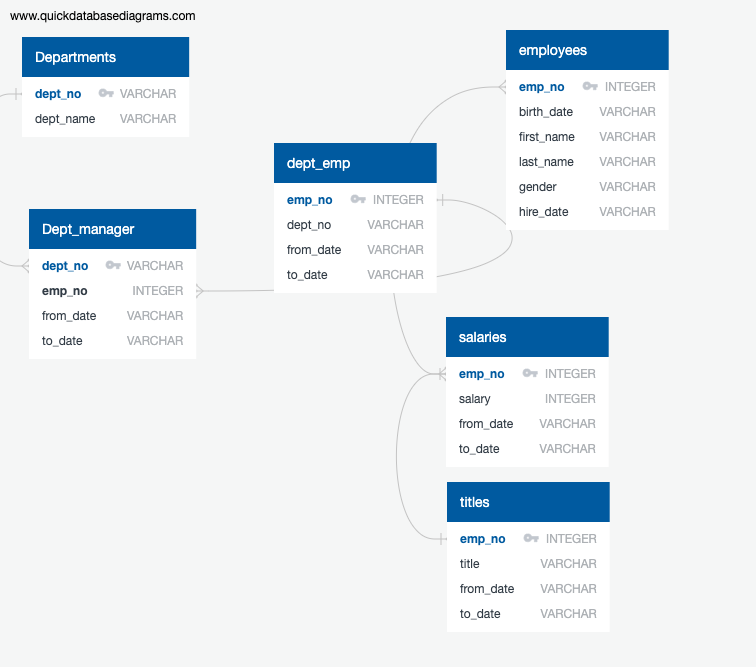 www.quickdatabasediagrams.com
Departments
dept_no VARCHAR
dept_name VARCHAR
employees
emp_no INTEGER
birth_date VARCHAR
first_name VARCHAR
last_name VARCHAR
gender VARCHAR
hire_date VARCHAR
dept_emp
emp_no INTEGER
dept_no VARCHAR
from_date VARCHAR
to_date VARCHAR
Dept_manager
dept_no VARCHAR
emp_no INTEGER
from_date VARCHAR
to_date VARCHAR
salaries
emp_no INTEGER
salary INTEGER
from_date VARCHAR
to_date VARCHAR
titles
emp_no INTEGER
title VARCHAR
from_date VARCHAR
to_date VARCHAR